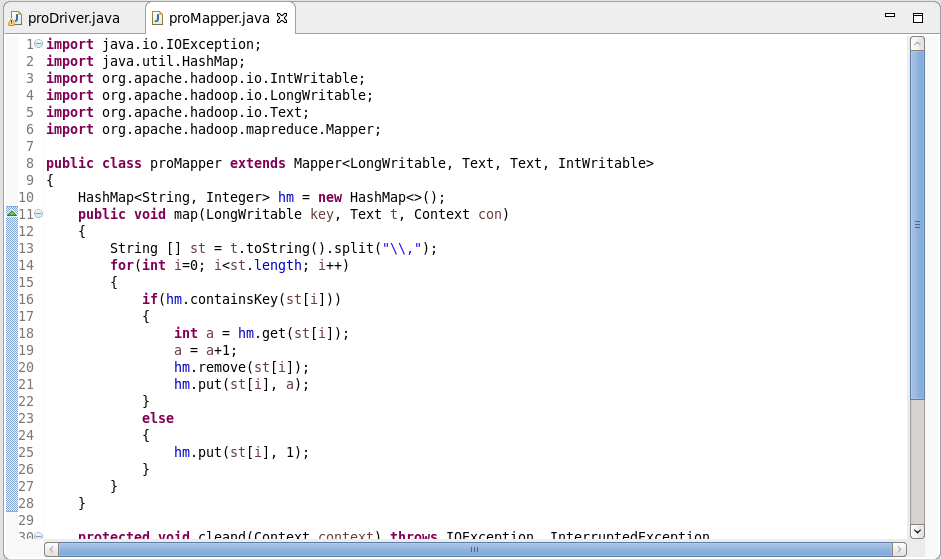 proDriver.java proMapper.java
1 import java.io.IOException;
2 import java.util.HashMap;
3 import org.apache.hadoop.io.IntWritable;
4 import org.apache.hadoop.io.LongWritable;
5 import org.apache.hadoop.io.Text;
6 import org.apache.hadoop.mapreduce.Mapper;
7
8 public class proMapper extends Mapper<LongWritable, Text, Text, IntWritable>
9 {
10 HashMap<String, Integer> hm = new HashMap<>();
11 public void map(LongWritable key, Text t, Context con)
12 {
13 String [] st = t.toString().split("\\,");
14 for(int i=0; i<st.length; i++)
15 {
16 if(hm.containsKey(st[i]))
17 {
18 int a = hm.get(st[i]);
19 a = a+1;
20 hm.remove(st[i]);
21 hm.put(st[i], a);
22 }
23 else
24 {
25 hm.put(st[i], 1);
26 }
27 }
28 }
29
30 protected void cleand(Context context) throws IOException, InterruptedException